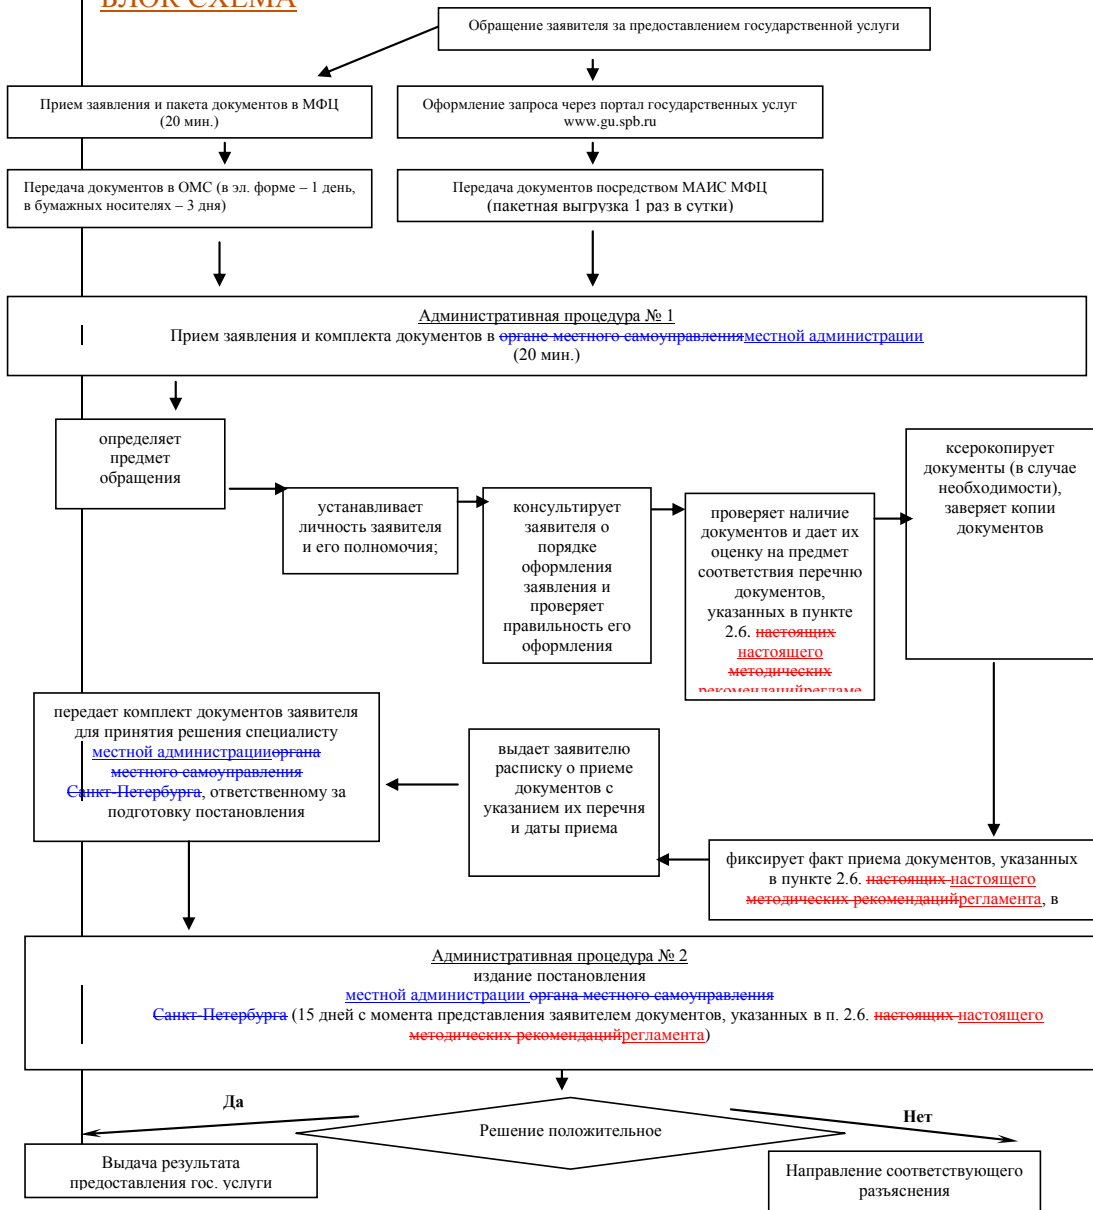 БЛОК-СХЕМА
Обращение заявителя за предоставлением государственной услуги
Прием заявления и пакета документов в МФЦ
(20 мин.)
Оформление запроса через портал государственных услуг
www.gu.spb.ru
Передача документов в ОМС (в эл. форме – 1 день,
в бумажных носителях – 3 дня)
Передача документов посредством МАИС МФЦ
(пакетная выгрузка 1 раз в сутки)
Административная процедура № 1
Прием заявления и комплекта документов в органе местного самоуправленияместной администрации
(20 мин.)
определяет
предмет
обращения
устанавливает
личность заявителя
и его полномочия;
консультирует
заявителя о
порядке
оформления
заявления и
проверяет
правильность его
оформления
проверяет наличие
документов и дает их
оценку на предмет
соответствия перечню
документов,
указанных в пункте
2.6. настоящих
настоящего
методических
рекомендацийрегламе
ксерокопирует
документы (в случае
необходимости),
заверяет копии
документов
фиксирует факт приема документов, указанных
в пункте 2.6. настоящих настоящего
методических рекомендацийрегламента, в
выдает заявителю
расписку о приеме
документов с
указанием их перечня
и даты приема
передает комплект документов заявителя
для принятия решения специалисту
местной администрацииоргана
местного самоуправления
Санкт-Петербурга, ответственному за
подготовку постановления
Административная процедура № 2
издание постановления
местной администрации органа местного самоуправления
Санкт-Петербурга (15 дней с момента представления заявителем документов, указанных в п. 2.6. настоящих настоящего
методических рекомендацийрегламента)
Да
Решение положительное
Нет
Выдача результата
предоставления гос. услуги
Направление соответствующего
разъяснения